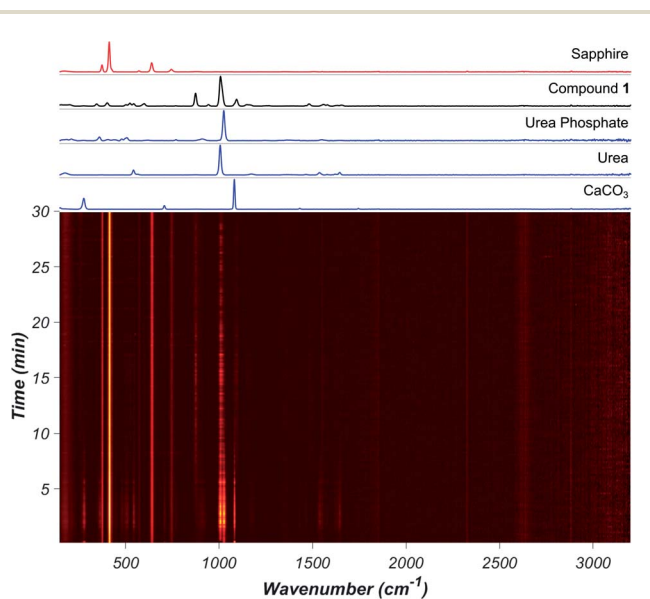 Sapphire
Compound 1
Urea Phosphate
Urea
CaCO₃
30
25
20
15
10
5
Time (min)
500 1000 1500 2000 2500 3000
Wavenumber (cm⁻¹)